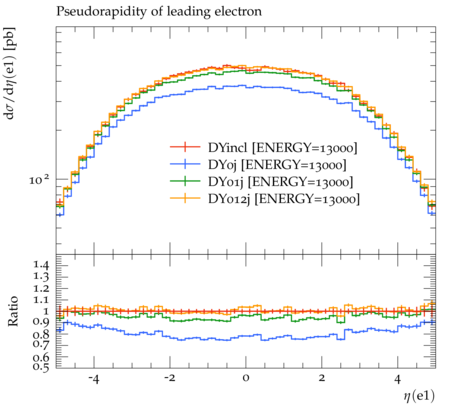 Pseudorapidity of leading electron
dσ/dη(e1) [pb]
10²
DYincl [ENERGY=13000]
DY0j [ENERGY=13000]
DY01j [ENERGY=13000]
DY012j [ENERGY=13000]
Ratio
1.4
1.3
1.2
1.1
1
0.9
0.8
0.7
0.6
0.5
-4 -2 0 2 4
η(e1)